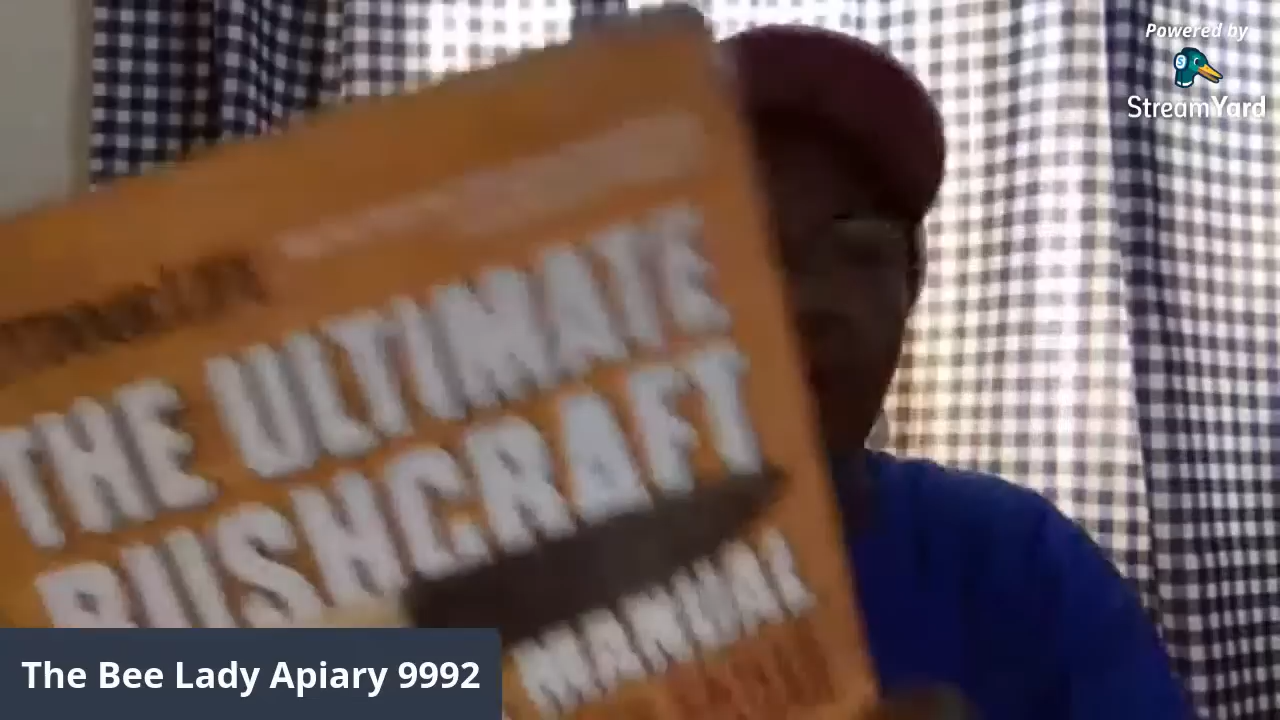 Powered by
StreamYard
THE ULTIMATE
BUSHCRAFT
MANUAL
The Bee Lady Apiary 9992